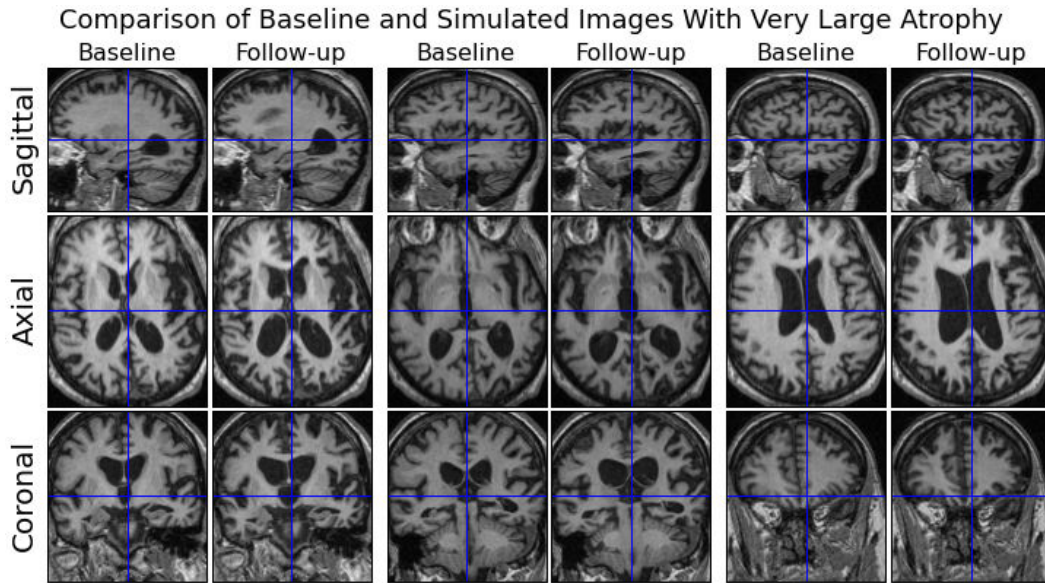 Comparison of Baseline and Simulated Images With Very Large Atrophy
Baseline Follow-up Baseline Follow-up Baseline Follow-up
Sagittal
Axial
Coronal